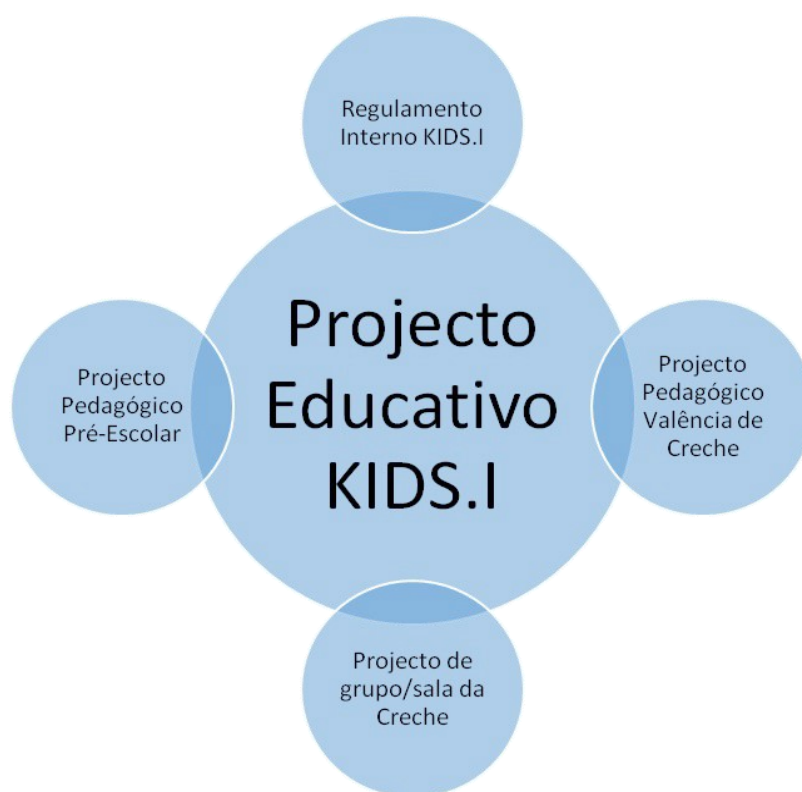 Regulamento
Interno KIDS.I
Projecto
Educativo
KIDS.I
Projecto
Pedagógico
Pré-Escolar
Projecto
Pedagógico
Valência de
Creche
Projecto de
grupo/sala da
Creche